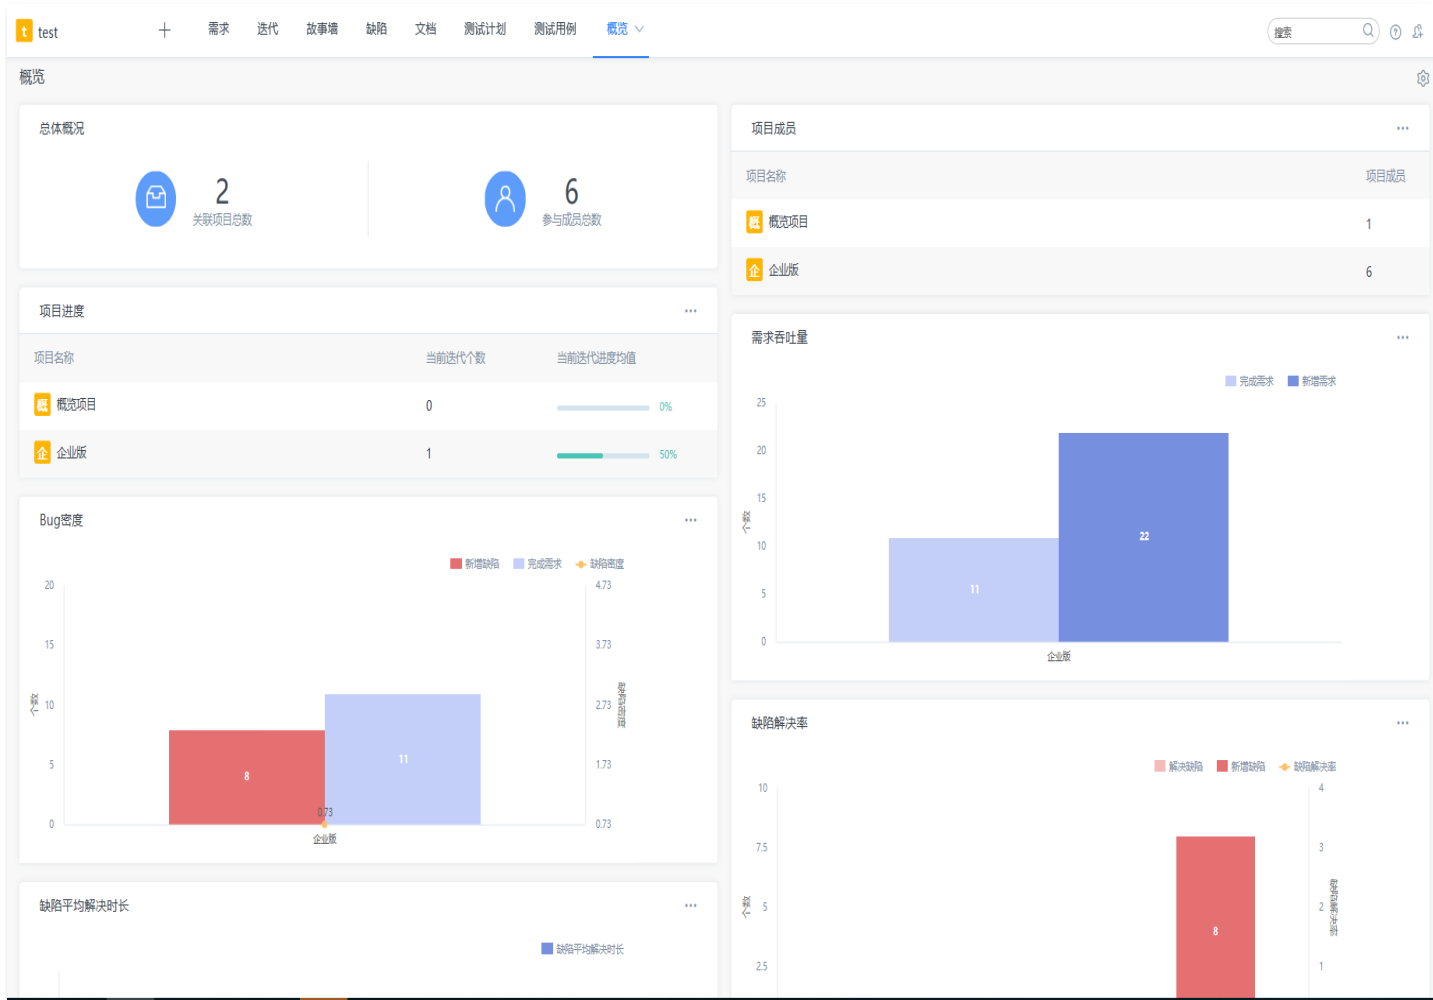 t test
需求 迭代 故事墙 缺陷 文档 测试计划 测试用例 概览
搜索
概览
总体概况
2
关联项目总数
6
参与成员总数
项目进度
项目名称 当前迭代个数 当前迭代进度均值
概 概览项目 0 0%
企 企业版 1 50%
Bug密度
新增缺陷 完成需求 缺陷密度
20 4.73
15 3.73
10 2.73
5 1.73
0 0.73
个数
8
11
0.73
企业版
缺陷平均解决时长
缺陷平均解决时长
项目成员
项目名称 项目成员
概 概览项目 1
企 企业版 6
需求吞吐量
完成需求 新增需求
25
20
15
10
5
0
个数
11
22
企业版
缺陷解决率
解决缺陷 新增缺陷 缺陷解决率
10 4
7.5 3
5 2
2.5 1
个数
8